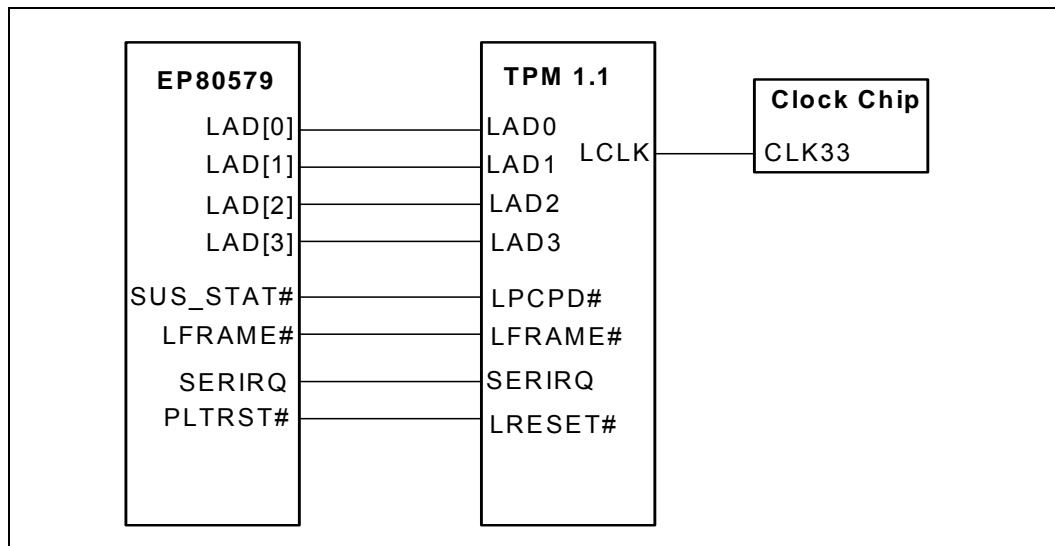 EP80579
LAD[0]
LAD[1]
LAD[2]
LAD[3]
SUS_STAT#
LFRAME#
SERIRQ
PLTRST#
TPM 1.1
LAD0
LAD1
LAD2
LAD3
LPCPD#
LFRAME#
SERIRQ
LRESET#
LCLK
Clock Chip
CLK33